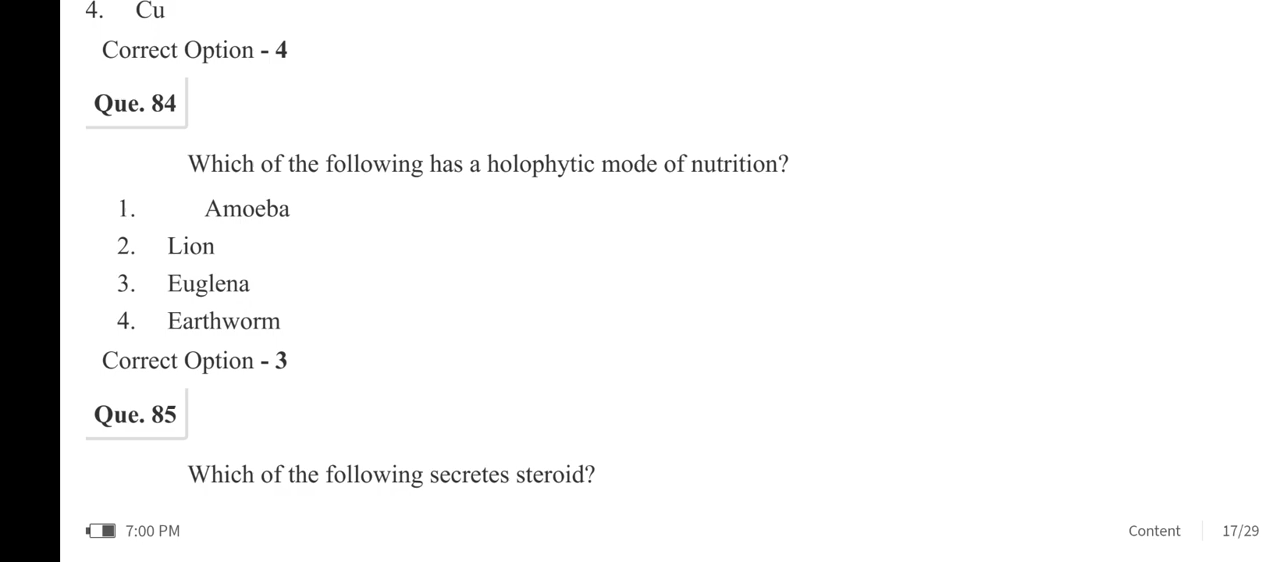 4. Cu
Correct Option - 4
Que. 84
Which of the following has a holophytic mode of nutrition?
1. Amoeba
2. Lion
3. Euglena
4. Earthworm
Correct Option - 3
Que. 85
Which of the following secretes steroid?
7:00 PM Content 17/29